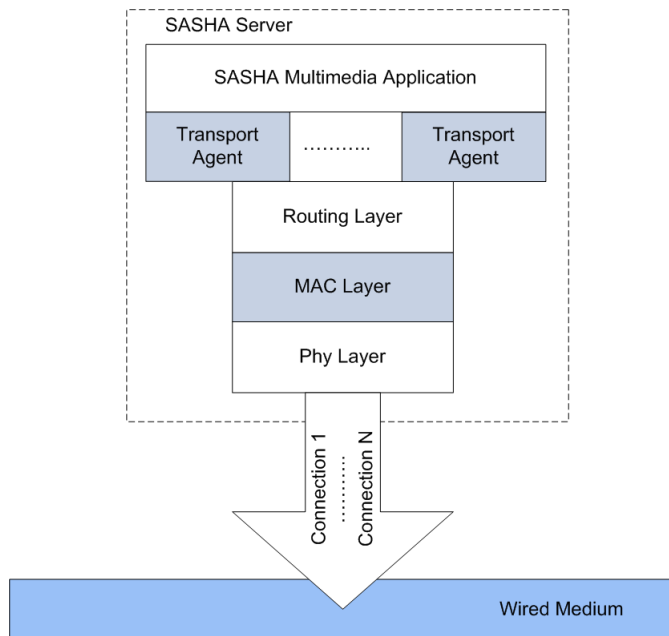 SASHA Server
SASHA Multimedia Application
Transport
Agent
...........
Transport
Agent
Routing Layer
MAC Layer
Phy Layer
Connection 1
...........
Connection N
Wired Medium